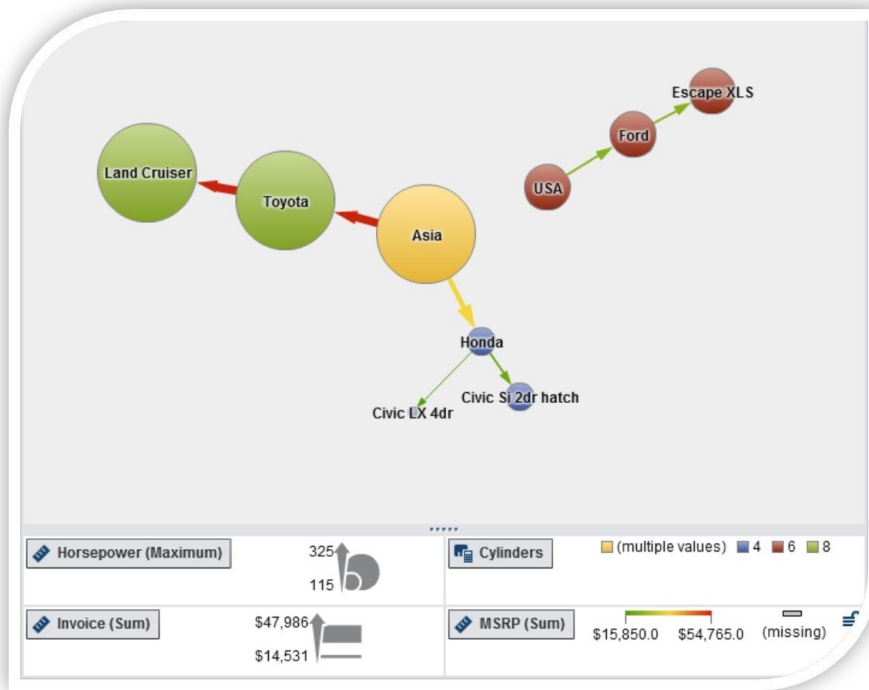 Escape XLS
Ford
USA
Land Cruiser
Toyota
Asia
Honda
Civic Si 2dr hatch
Civic LX 4dr
Horsepower (Maximum)
325
115
Cylinders
(multiple values) 4 6 8
Invoice (Sum)
$47,986
$14,531
MSRP (Sum)
$15,850.0 $54,765.0 (missing)